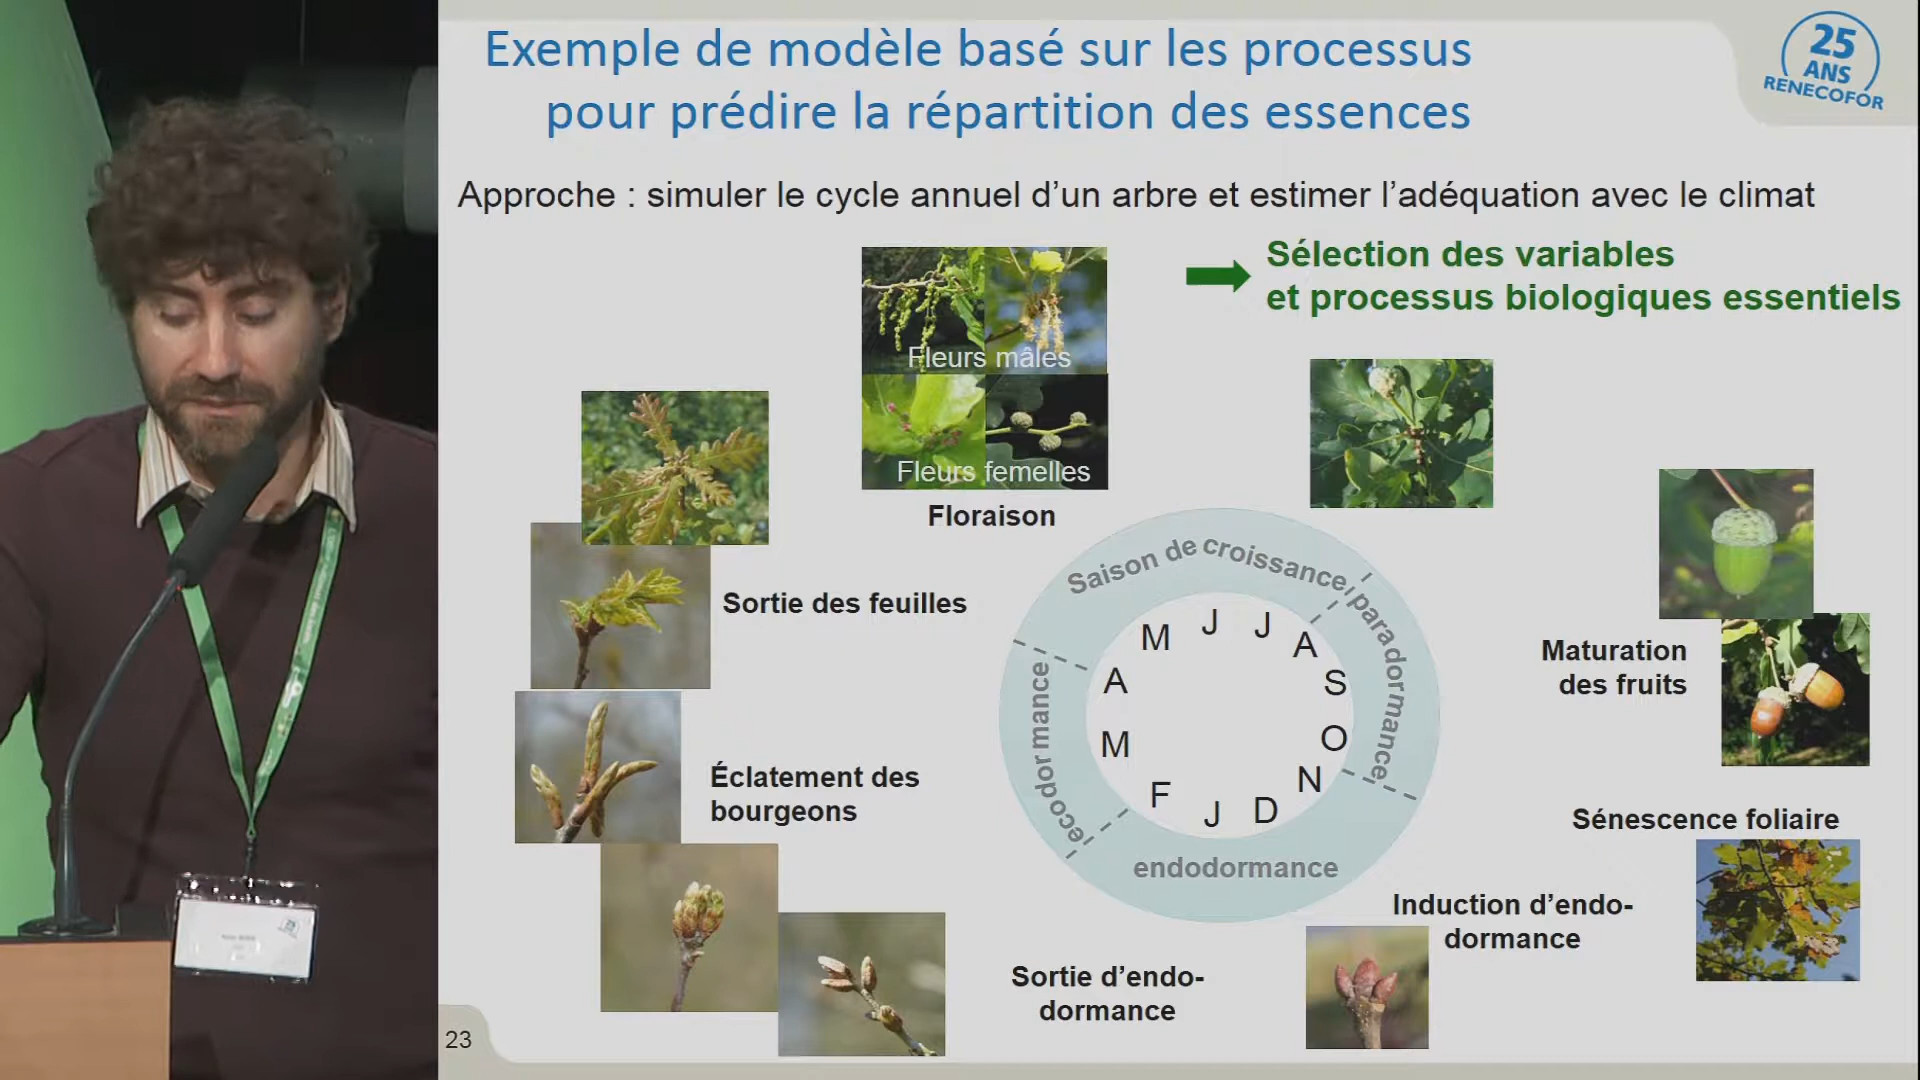 Exemple de modèle basé sur les processus
pour prédire la répartition des essences
25
ANS
RENECOFOR
Approche : simuler le cycle annuel d’un arbre et estimer l’adéquation avec le climat
Sélection des variables
et processus biologiques essentiels
Fleurs mâles
Fleurs femelles
Floraison
Sortie des feuilles
Éclatement des
bourgeons
Saison de croissance
paradormance
endodormance
ecodormance
J
F
M
A
M
J
J
A
S
O
N
D
Maturation
des fruits
Sénescence foliaire
Induction d’endo-
dormance
Sortie d’endo-
dormance
23